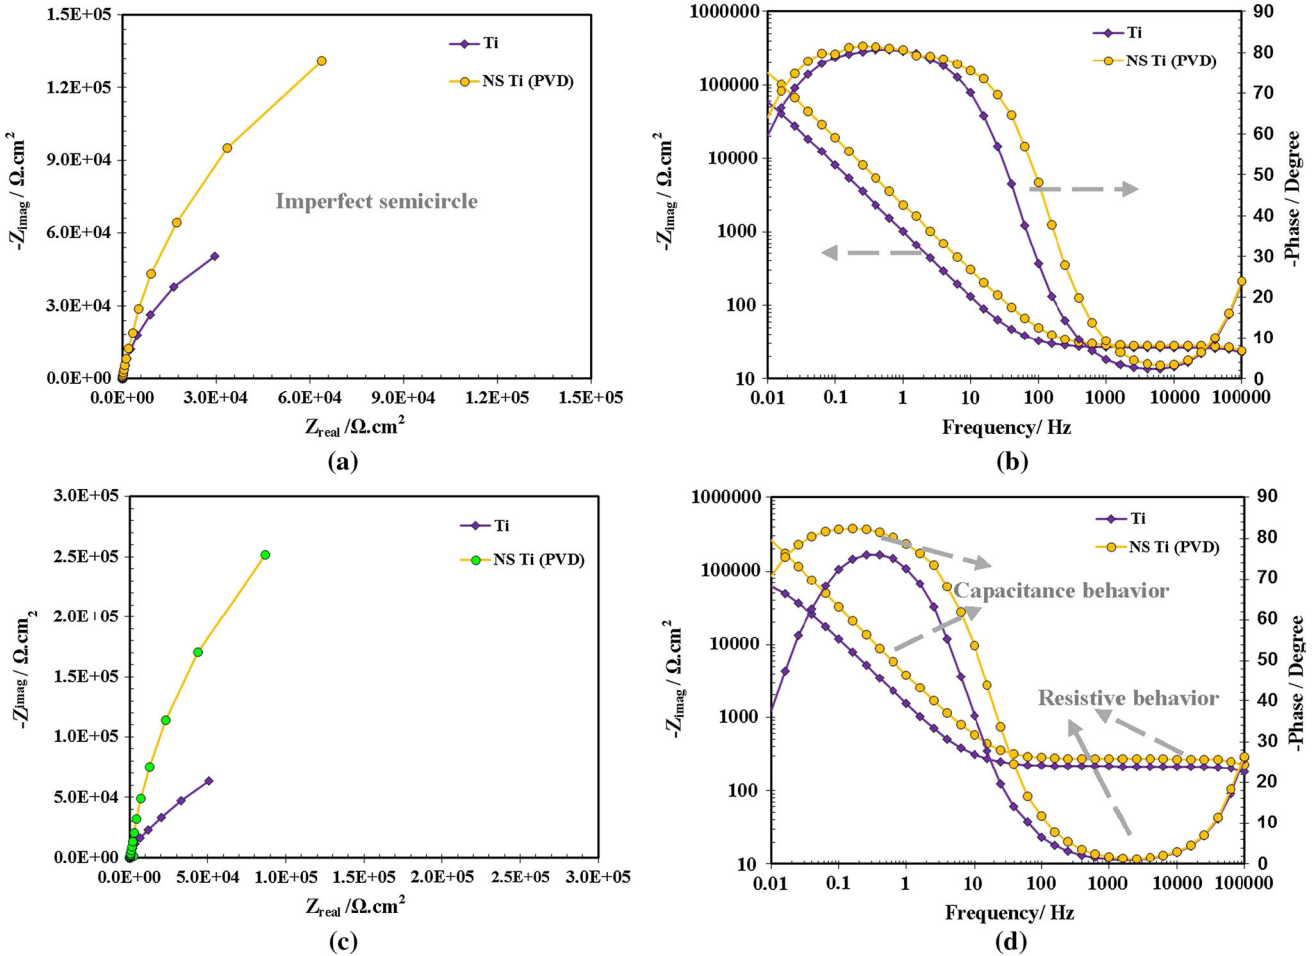 1.5E+05
1.2E+05
9.0E+04
6.0E+04
3.0E+04
0.0E+00
-Zimag / Ω.cm2
Ti
NS Ti (PVD)
Imperfect semicircle
0.0E+00 3.0E+04 6.0E+04 9.0E+04 1.2E+05 1.5E+05
Zreal /Ω.cm2
(a)
1000000
100000
10000
1000
100
10
-Zimag / Ω.cm2
Ti
NS Ti (PVD)
90
80
70
60
50
40
30
20
10
0
-Phase / Degree
0.01 0.1 1 10 100 1000 10000 100000
Frequency/ Hz
(b)
3.0E+05
2.5E+05
2.0E+05
1.5E+05
1.0E+05
5.0E+04
0.0E+00
-Zimag / Ω.cm2
Ti
NS Ti (PVD)
0.0E+00 5.0E+04 1.0E+05 1.5E+05 2.0E+05 2.5E+05 3.0E+05
Zreal /Ω.cm2
(c)
1000000
100000
10000
1000
100
10
-Zimag / Ω.cm2
Ti
NS Ti (PVD)
Capacitance behavior
Resistive behavior
90
80
70
60
50
40
30
20
10
0
-Phase / Degree
0.01 0.1 1 10 100 1000 10000 100000
Frequency/ Hz
(d)